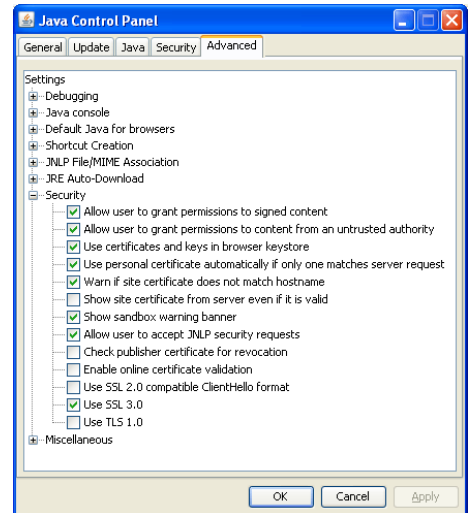 Java Control Panel
General Update Java Security Advanced
Settings
Debugging
Java console
Default Java for browsers
Shortcut Creation
JNLP File/MIME Association
JRE Auto-Download
Security
Allow user to grant permissions to signed content
Allow user to grant permissions to content from an untrusted authority
Use certificates and keys in browser keystore
Use personal certificate automatically if only one matches server request
Warn if site certificate does not match hostname
Show site certificate from server even if it is valid
Show sandbox warning banner
Allow user to accept JNLP security requests
Check publisher certificate for revocation
Enable online certificate validation
Use SSL 2.0 compatible ClientHello format
Use SSL 3.0
Use TLS 1.0
Miscellaneous
OK Cancel Apply